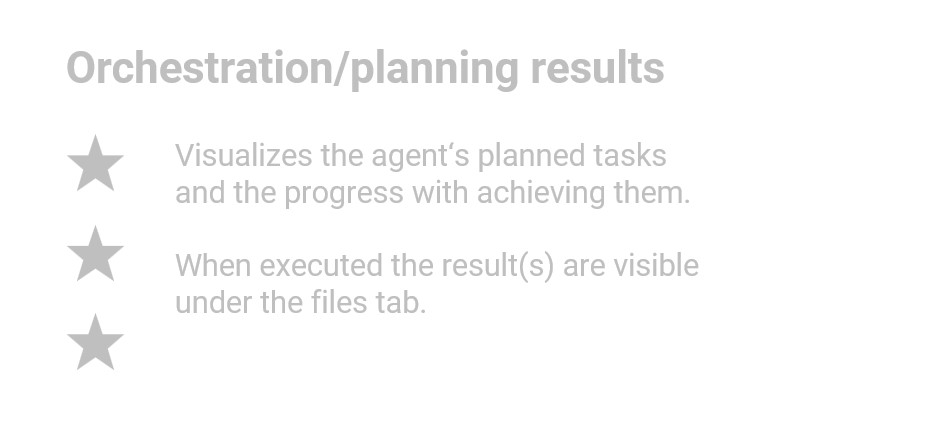 Orchestration/planning results
Visualizes the agent‘s planned tasks
and the progress with achieving them.
When executed the result(s) are visible
under the files tab.